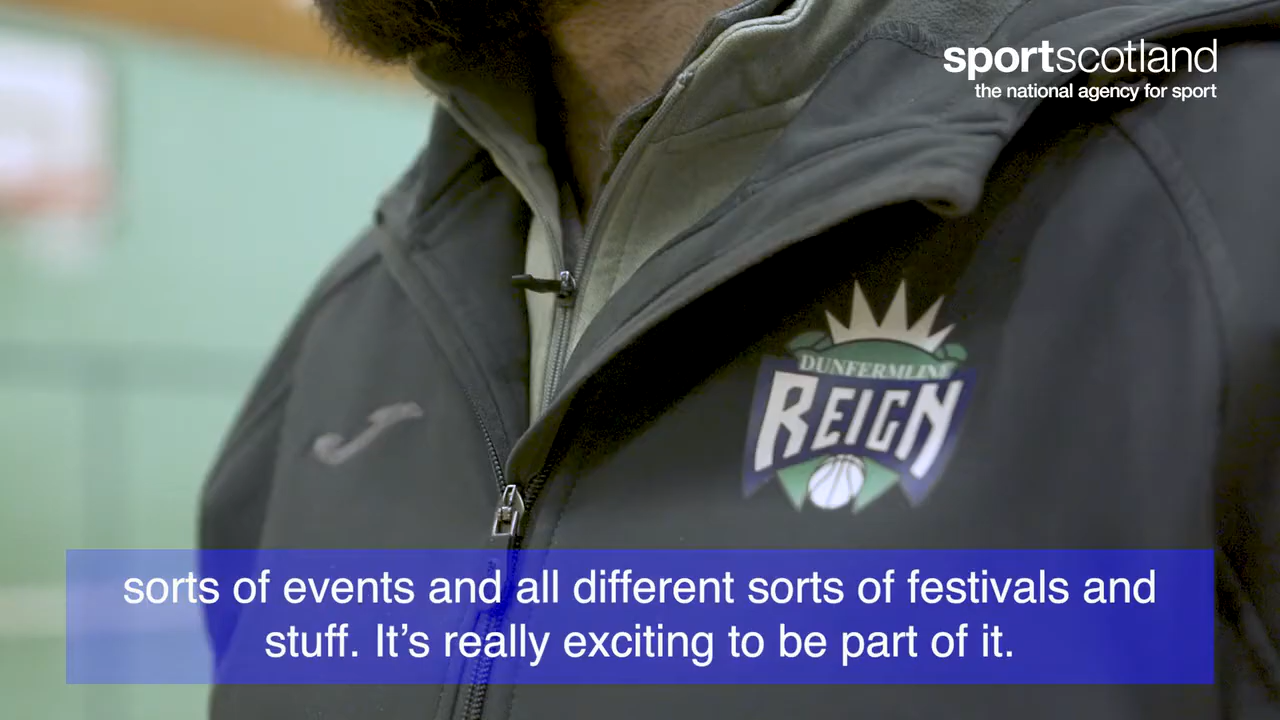 sportscotland
the national agency for sport
DUNFERMLINE
REIGN
sorts of events and all different sorts of festivals and
stuff. It’s really exciting to be part of it.